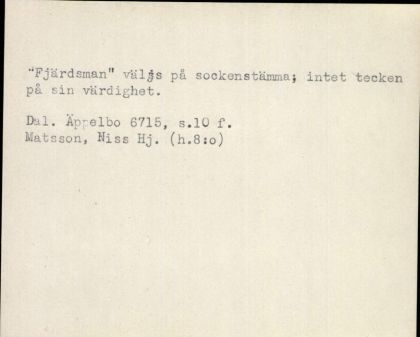 "Fjärdsman" väljs på sockenstämma; intet tecken
på sin värdighet.
Dal. Äppelbo 6715, s.10 f.
Matsson, Niss Hj. (h.8:o)